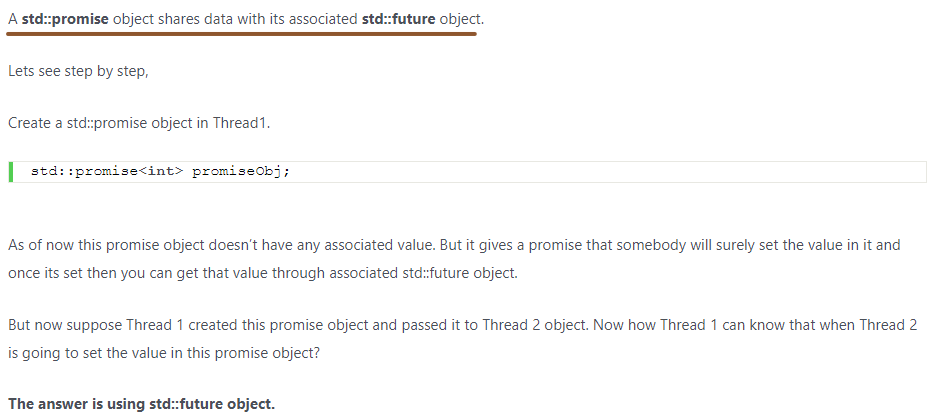 A std::promise object shares data with its associated std::future object.
Lets see step by step,
Create a std::promise object in Thread1.
std::promise<int> promiseObj;
As of now this promise object doesn't have any associated value. But it gives a promise that somebody will surely set the value in it and
once its set then you can get that value through associated std::future object.
But now suppose Thread 1 created this promise object and passed it to Thread 2 object. Now how Thread 1 can know that when Thread 2
is going to set the value in this promise object?
The answer is using std::future object.